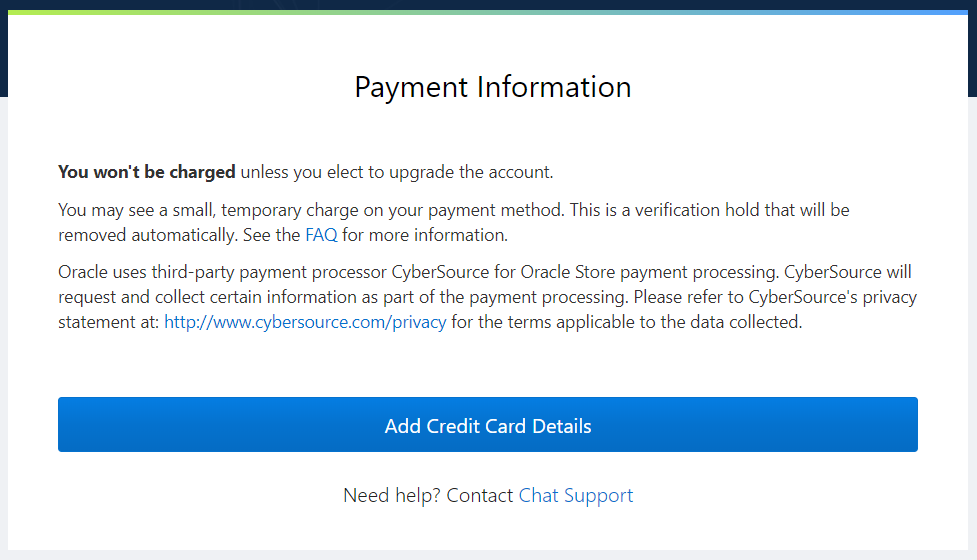 Payment Information
You won't be charged unless you elect to upgrade the account.
You may see a small, temporary charge on your payment method. This is a verification hold that will be
removed automatically. See the FAQ for more information.
Oracle uses third-party payment processor CyberSource for Oracle Store payment processing. CyberSource will
request and collect certain information as part of the payment processing. Please refer to CyberSource's privacy
statement at: http://www.cybersource.com/privacy for the terms applicable to the data collected.
Add Credit Card Details
Need help? Contact Chat Support